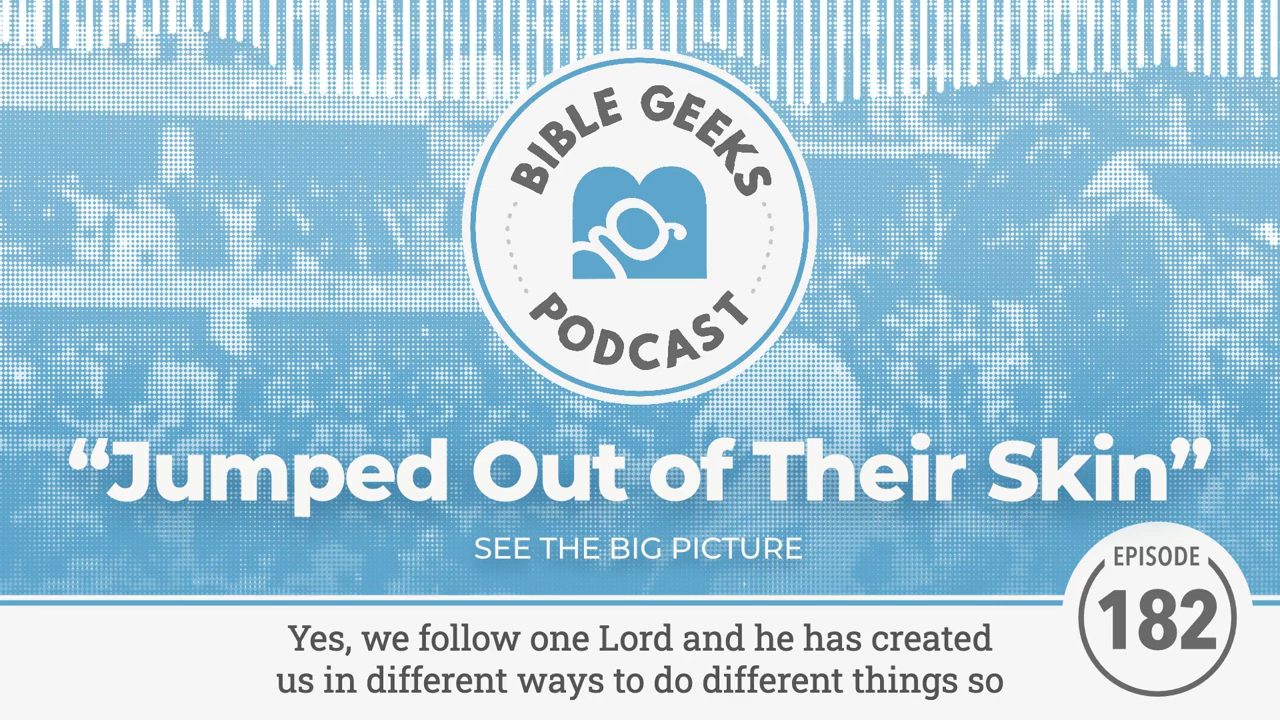 BIBLE GEEKS
PODCAST
“Jumped Out of Their Skin”
SEE THE BIG PICTURE
EPISODE
182
Yes, we follow one Lord and he has created
us in different ways to do different things so